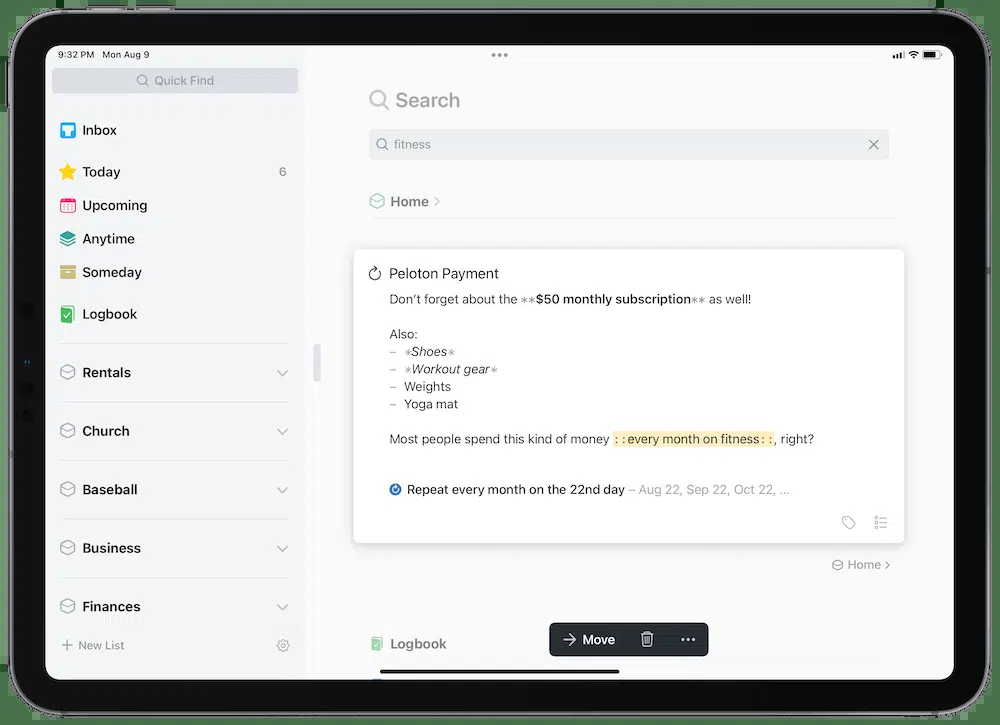 9:32 PM Mon Aug 9
Quick Find
Inbox
Today 6
Upcoming
Anytime
Someday
Logbook
Rentals
Church
Baseball
Business
Finances
+ New List
Search
fitness
Home >
Peloton Payment
Don't forget about the **$50 monthly subscription** as well!
Also:
– *Shoes*
– *Workout gear*
– Weights
– Yoga mat
Most people spend this kind of money ::every month on fitness::, right?
Repeat every month on the 22nd day – Aug 22, Sep 22, Oct 22, ...
Home >
Logbook
Move